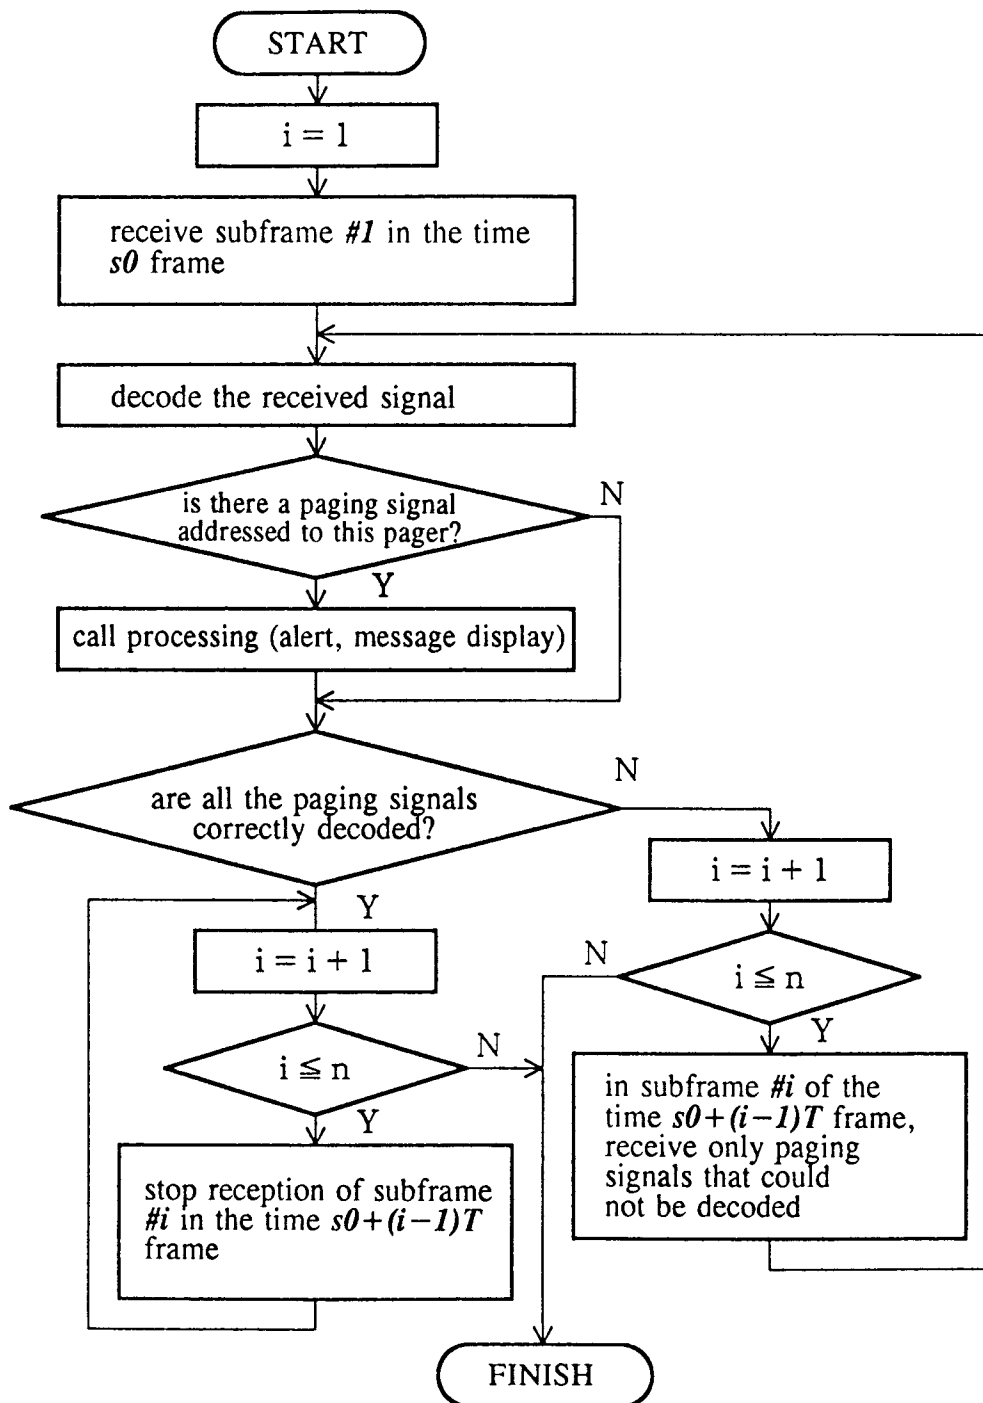 START
i = 1
receive subframe #1 in the time
s0 frame
decode the received signal
is there a paging signal
addressed to this pager?
N
Y
call processing (alert, message display)
are all the paging signals
correctly decoded?
N
Y
i = i + 1
i = i + 1
i ≦ n
N
Y
i ≦ n
N
Y
in subframe #i of the
time s0+(i−1)T frame,
receive only paging
signals that could
not be decoded
stop reception of subframe
#i in the time s0+(i−1)T
frame
FINISH